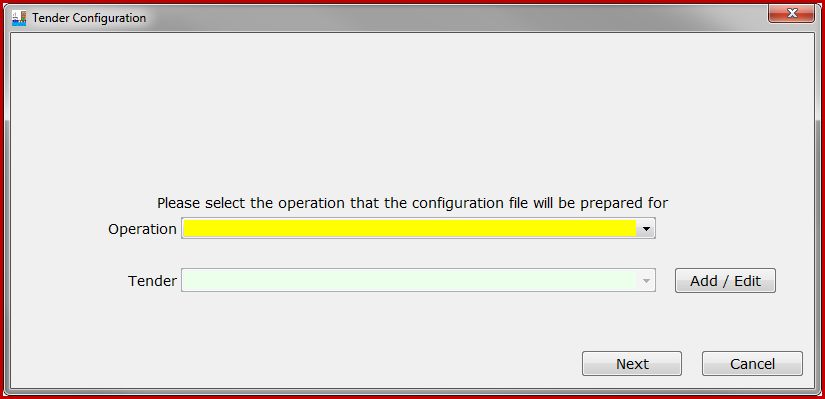 Tender Configuration
Please select the operation that the configuration file will be prepared for
Operation
Tender
Add / Edit
Next
Cancel